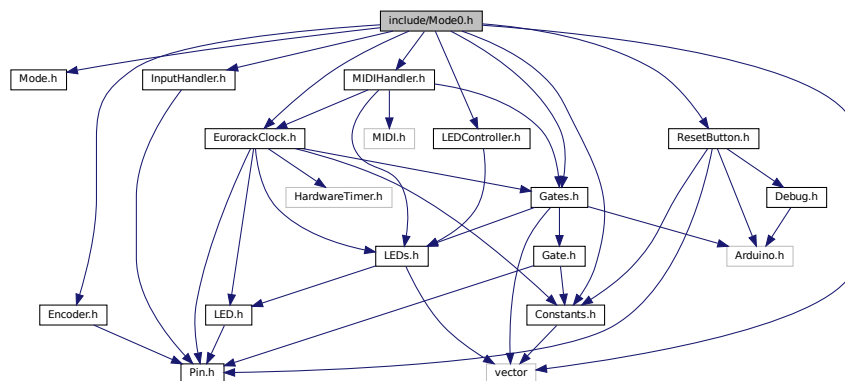 include/Mode0.h
Mode.h
InputHandler.h
MIDIHandler.h
EurorackClock.h
MIDI.h
LEDController.h
ResetButton.h
HardwareTimer.h
Gates.h
Debug.h
LEDs.h
Gate.h
Arduino.h
Encoder.h
LED.h
Constants.h
Pin.h
vector